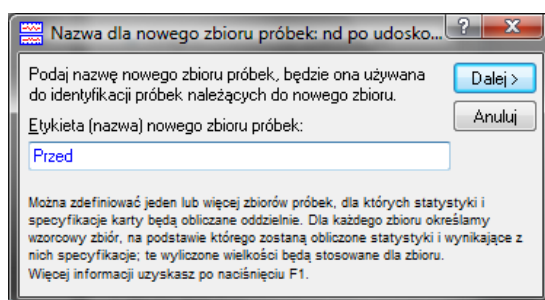 Nazwa dla nowego zbioru próbek: nd po udosko...
? X
Podaj nazwę nowego zbioru próbek, będzie ona używana
do identyfikacji próbek należących do nowego zbioru.
Dalej >
Anuluj
Etykieta (nazwa) nowego zbioru próbek:
Przed
Można zdefiniować jeden lub więcej zbiorów próbek, dla których statys-
tyki i
specyfikacje karty będą obliczane oddzielnie. Dla każdego zbioru określamy
wzorcowy zbiór, na podstawie którego zostaną obliczone statystyki i wynikające z
nich specyfikacje; te wyliczone wielkości będą stosowane dla zbioru.
Więcej informacji uzyskasz po naciśnięciu F1.